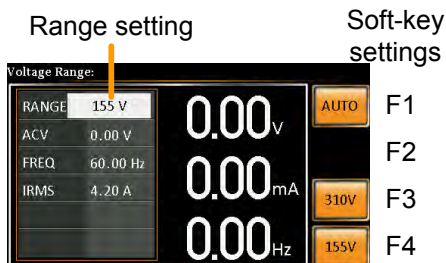 Range setting
Soft-key
settings
Voltage Range:
RANGE 155 V
ACV 0.00 V
FREQ 60.00 Hz
IRMS 4.20 A
0.00V
0.00mA
0.00Hz
AUTO F1
F2
310V F3
155V F4